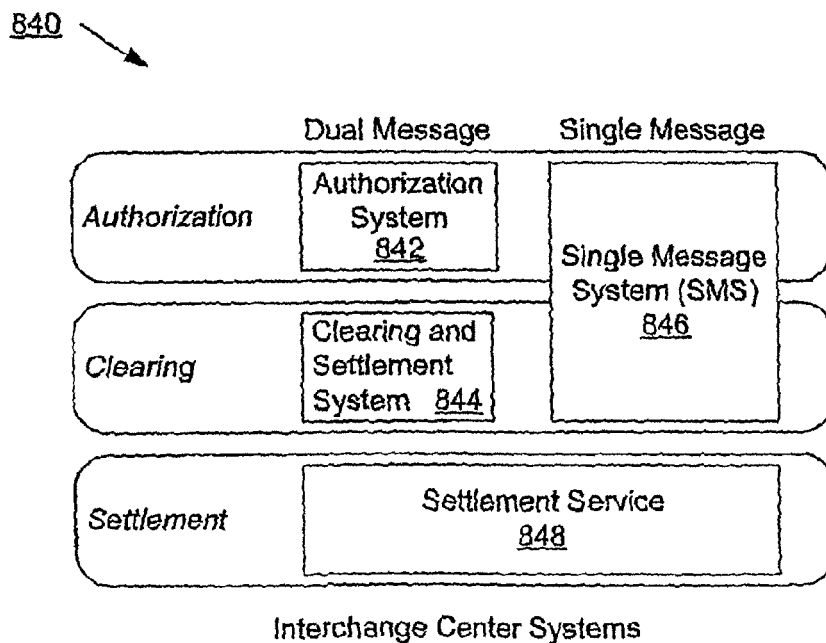 840
Dual Message
Single Message
Authorization
Authorization
System
842
Single Message
System (SMS)
846
Clearing
Clearing and
Settlement
System 844
Settlement
Settlement Service
848
Interchange Center Systems